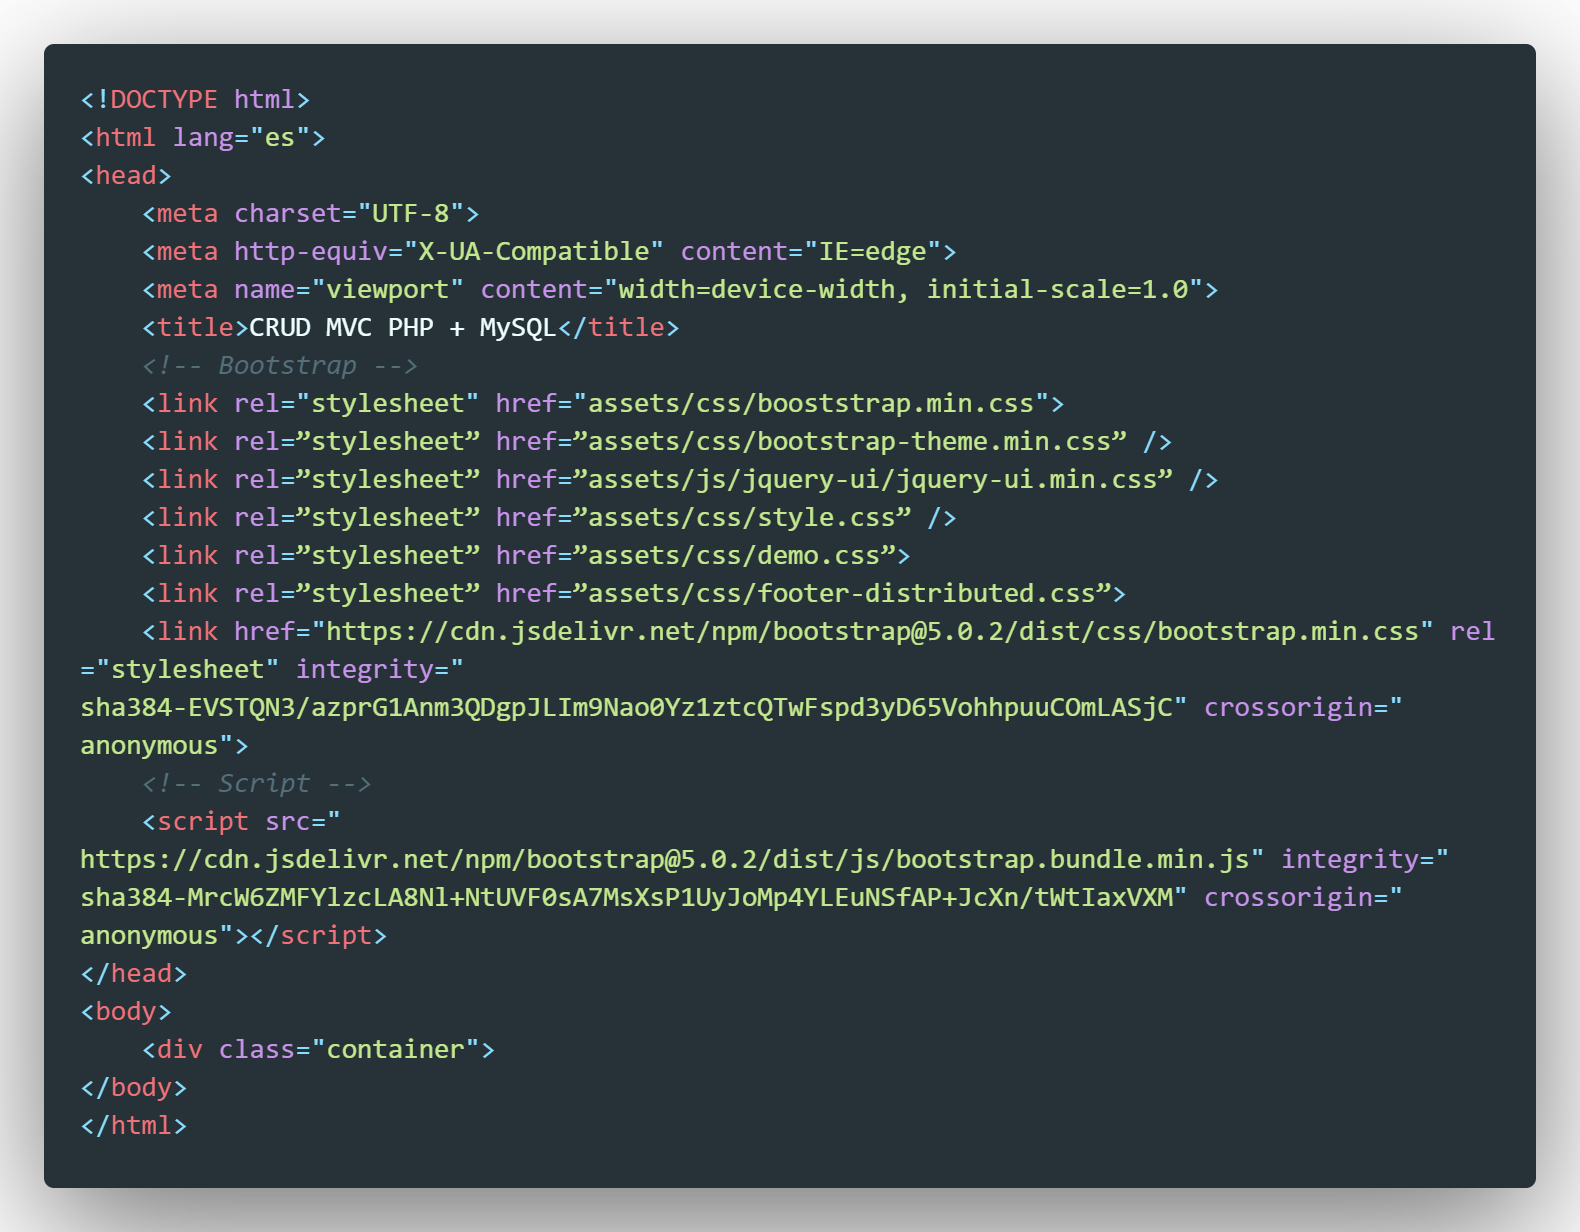 <!DOCTYPE html>
<html lang="es">
<head>
    <meta charset="UTF-8">
    <meta http-equiv="X-UA-Compatible" content="IE=edge">
    <meta name="viewport" content="width=device-width, initial-scale=1.0">
    <title>CRUD MVC PHP + MySQL</title>
    <!-- Bootstrap -->
    <link rel="stylesheet" href="assets/css/booststrap.min.css">
    <link rel=”stylesheet” href=”assets/css/bootstrap-theme.min.css” />
    <link rel=”stylesheet” href=”assets/js/jquery-ui/jquery-ui.min.css” />
    <link rel=”stylesheet” href=”assets/css/style.css” />
    <link rel=”stylesheet” href=”assets/css/demo.css”>
    <link rel=”stylesheet” href=”assets/css/footer-distributed.css”>
    <link href="https://cdn.jsdelivr.net/npm/bootstrap@5.0.2/dist/css/bootstrap.min.css" rel
="stylesheet" integrity="
sha384-EVSTQN3/azprG1Anm3QDgpJLIm9Nao0Yz1ztcQTwFspd3yD65VohhpuuCOmLASjC" crossorigin="
anonymous">
    <!-- Script -->
    <script src="
https://cdn.jsdelivr.net/npm/bootstrap@5.0.2/dist/js/bootstrap.bundle.min.js" integrity="
sha384-MrcW6ZMFYlzcLA8Nl+NtUVF0sA7MsXsP1UyJoMp4YLEuNSfAP+JcXn/tWtIaxVXM" crossorigin="
anonymous"></script>
</head>
<body>
    <div class="container">
</body>
</html>